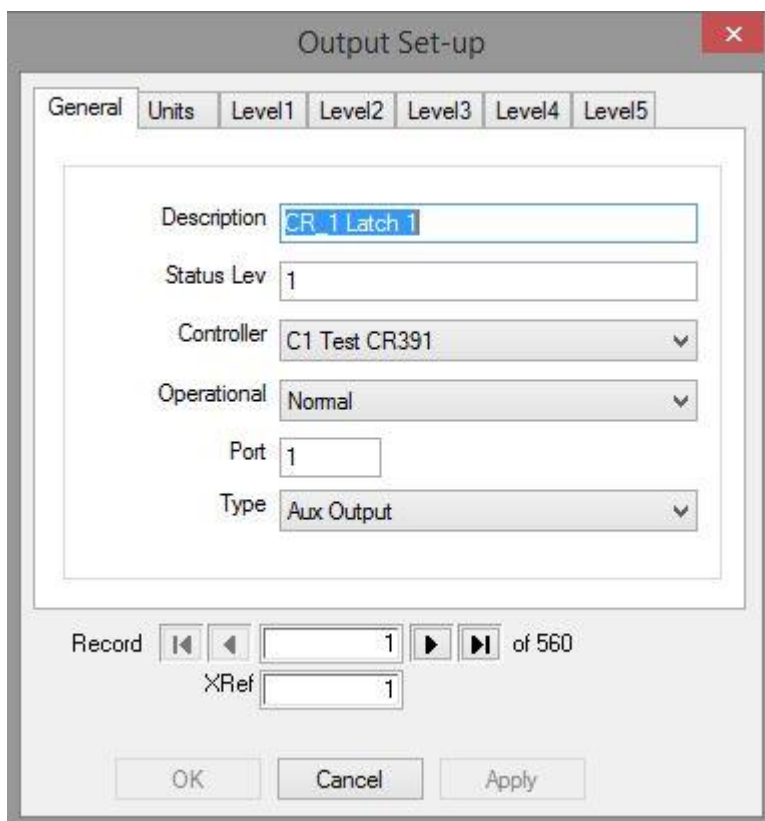 Output Set-up
General Units Level1 Level2 Level3 Level4 Level5
Description CR_1 Latch 1
Status Lev 1
Controller C1 Test CR391
Operational Normal
Port 1
Type Aux Output
Record 1 of 560
XRef 1
OK Cancel Apply